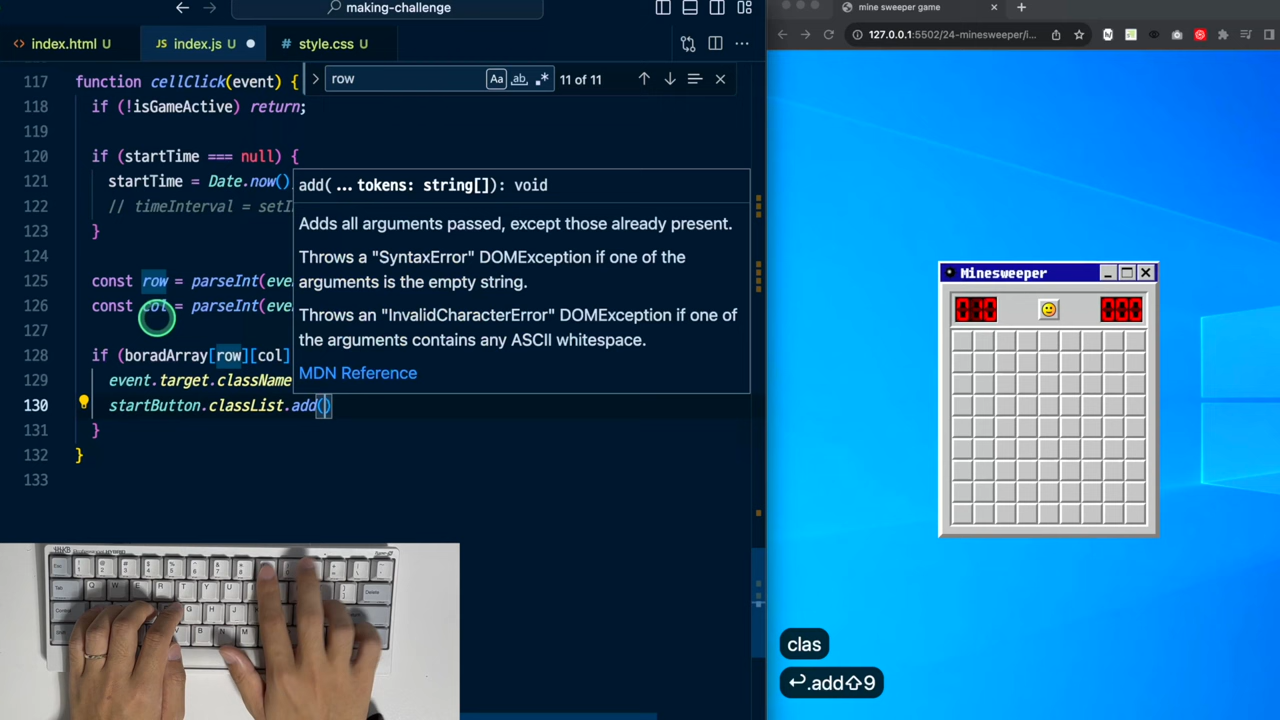 making-challenge
index.html U
index.js U
style.css U
117 function cellClick(event) {
118 if (!isGameActive) return;
119
120 if (startTime === null) {
121 startTime = Date.now()
122 // timeInterval = setI
123 }
124
125 const row = parseInt(eve
126 const col = parseInt(eve
127
128 if (boradArray[row][col]
129 event.target.className
130 startButton.classList.add()
131 }
132 }
133
row
Aa
ab
11 of 11
add(... tokens: string[]): void
Adds all arguments passed, except those already present.
Throws a "SyntaxError" DOMException if one of the
arguments is the empty string.
Throws an "InvalidCharacterError" DOMException if one of
the arguments contains any ASCII whitespace.
MDN Reference
mine sweeper game
127.0.0.1:5502/24-minesweeper/i...
Minesweeper
010
000
clas
↩.add⇧9